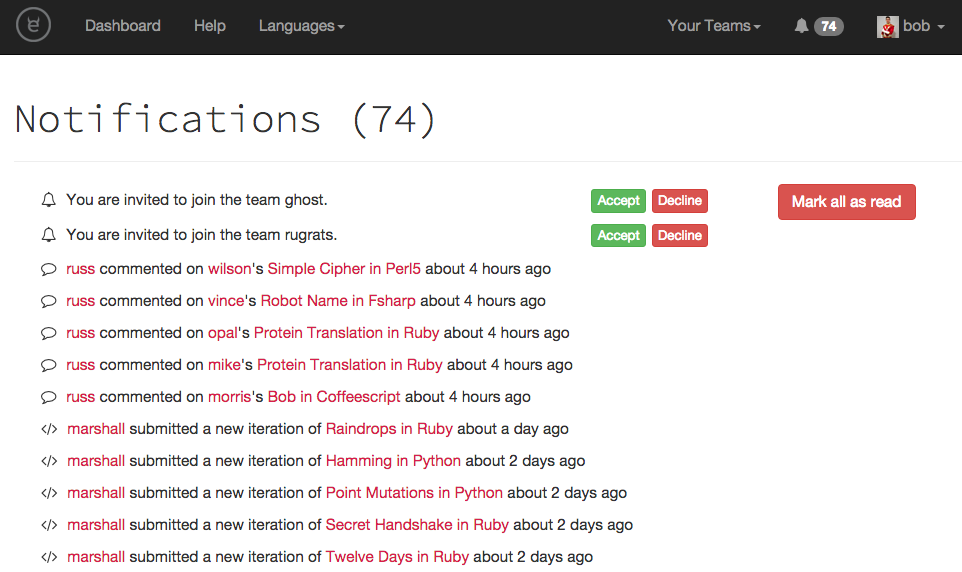 Dashboard Help Languages Your Teams 74 bob
Notifications (74)
You are invited to join the team ghost. Accept Decline Mark all as read
You are invited to join the team rugrats. Accept Decline
russ commented on wilson's Simple Cipher in Perl5 about 4 hours ago
russ commented on vince's Robot Name in Fsharp about 4 hours ago
russ commented on opal's Protein Translation in Ruby about 4 hours ago
russ commented on mike's Protein Translation in Ruby about 4 hours ago
russ commented on morris's Bob in Coffeescript about 4 hours ago
</> marshall submitted a new iteration of Raindrops in Ruby about a day ago
</> marshall submitted a new iteration of Hamming in Python about 2 days ago
</> marshall submitted a new iteration of Point Mutations in Python about 2 days ago
</> marshall submitted a new iteration of Secret Handshake in Ruby about 2 days ago
</> marshall submitted a new iteration of Twelve Days in Ruby about 2 days ago